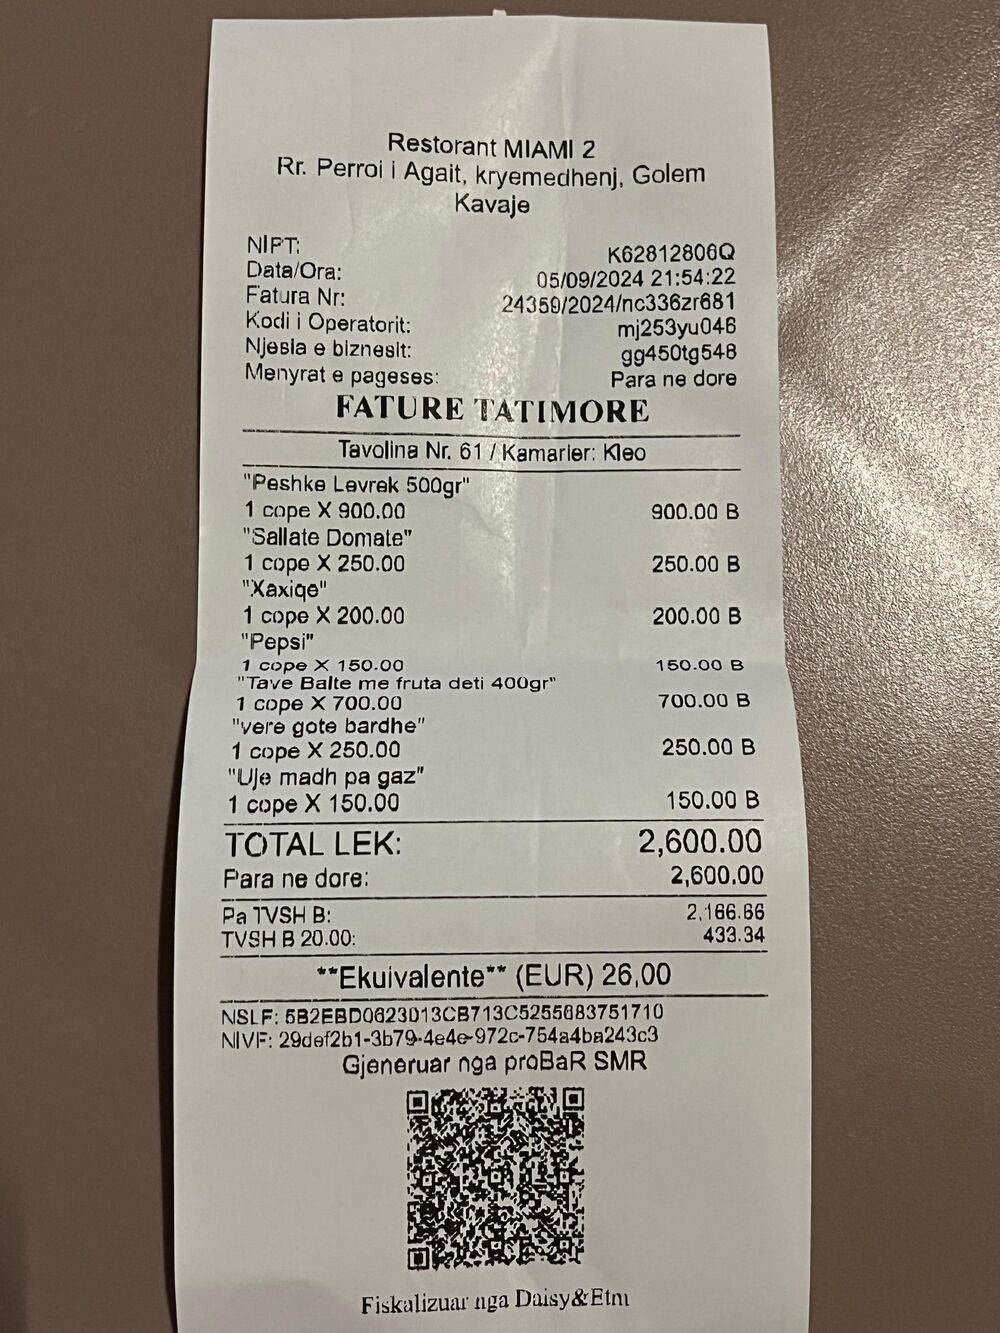 Restorant MIAMI 2
Rr. Perroi i Agait, kryemedhenj, Golem
Kavaje
NIPT: K62812806Q
Data/Ora: 05/09/2024 21:54:22
Fatura Nr: 24359/2024/nc336zr681
Kodi i Operatorit: mj253yu046
Njesia e biznesit: gg450tg548
Menyrat e pageses: Para ne dore
FATURE TATIMORE
Tavolina Nr. 61 / Kamarier: Kleo
"Peshke Levrek 500gr"
1 cope X 900.00 900.00 B
"Sallate Domate"
1 cope X 250.00 250.00 B
"Xaxiqe"
1 cope X 200.00 200.00 B
"Pepsi"
1 cope X 150.00 150.00 B
"Tave Balte me fruta deti 400gr"
1 cope X 700.00 700.00 B
"vere gote bardhe"
1 cope X 250.00 250.00 B
"Uje madh pa gaz"
1 cope X 150.00 150.00 B
TOTAL LEK: 2,600.00
Para ne dore: 2,600.00
Pa TVSH B: 2,166.66
TVSH B 20.00: 433.34
**Ekuivalente** (EUR) 26,00
NSLF: 5B2EBD0623013CB713C5255683751710
NIVF: 29def2b1-3b79-4e4e-972c-754a4ba243c3
Gjeneruar nga proBaR SMR
Fiskalizuar nga Daisy&Etni